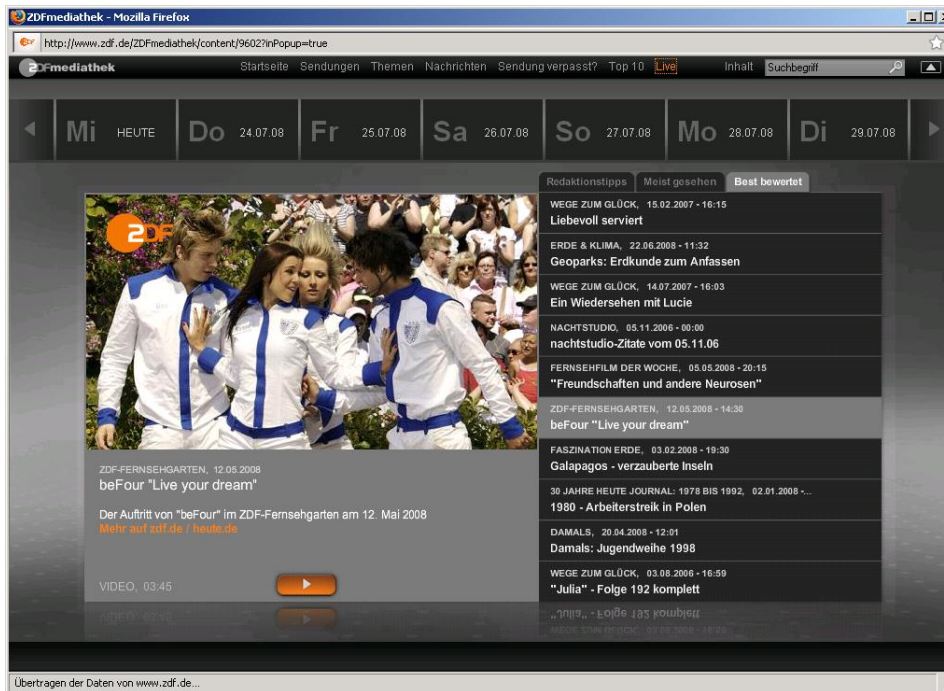 ZDFmediathek - Mozilla Firefox
http://www.zdf.de/ZDFmediathek/content/9602?inPopup=true
ZDFmediathek Startseite Sendungen Themen Nachrichten Sendung verpasst? Top 10 Live Inhalt Suchbegriff
Mi HEUTE Do 24.07.08 Fr 25.07.08 Sa 26.07.08 So 27.07.08 Mo 28.07.08 Di 29.07.08
Redaktionstipps Meist gesehen Best bewertet
ZDF
WEGE ZUM GLÜCK, 15.02.2007 - 16:15
Liebevoll serviert
ERDE & KLIMA, 22.06.2008 - 11:32
Geoparks: Erdkunde zum Anfassen
WEGE ZUM GLÜCK, 14.07.2007 - 16:03
Ein Wiedersehen mit Lucie
NACHTSTUDIO, 05.11.2006 - 00:00
nachtstudio-Zitate vom 05.11.06
FERNSEHFILM DER WOCHE, 05.05.2008 - 20:15
"Freundschaften und andere Neurosen"
ZDF-FERNSEHGARTEN, 12.05.2008 - 14:30
beFour "Live your dream"
FASZINATION ERDE, 03.02.2008 - 19:30
Galapagos - verzauberte Inseln
30 JAHRE HEUTE JOURNAL: 1978 BIS 1992, 02.01.2008 -...
1980 - Arbeiterstreik in Polen
DAMALS, 20.04.2008 - 12:01
Damals: Jugendweihe 1998
WEGE ZUM GLÜCK, 03.08.2006 - 16:59
"Julia" - Folge 192 komplett
ZDF-FERNSEHGARTEN, 12.05.2008
beFour "Live your dream"
Der Auftritt von "beFour" im ZDF-Fernsehgarten am 12. Mai 2008
Mehr auf zdf.de / heute.de
VIDEO, 03:45
Übertragen der Daten von www.zdf.de...